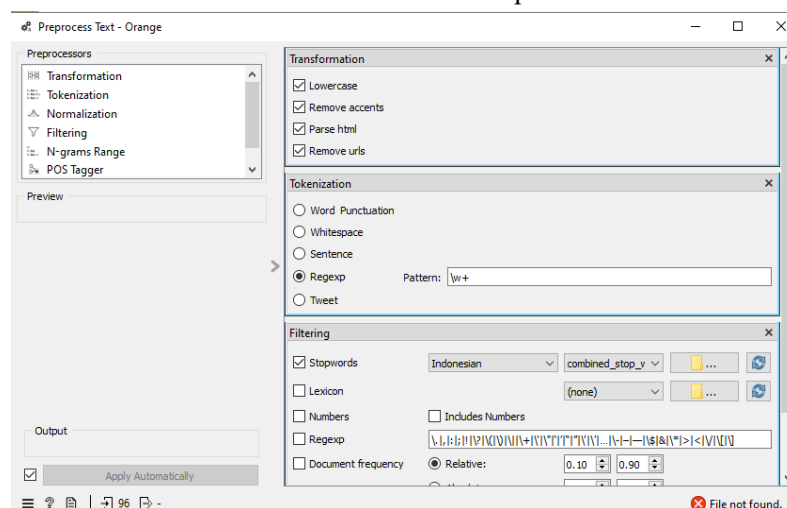 Preprocess Text - Orange
Preprocessors
Transformation
Tokenization
Normalization
Filtering
N-grams Range
POS Tagger
Preview
Output
Apply Automatically
96 -
Transformation
Lowercase
Remove accents
Parse html
Remove urls
Tokenization
Word Punctuation
Whitespace
Sentence
Regexp Pattern: \w+
Tweet
Filtering
Stopwords Indonesian combined_stop_v ...
Lexicon (none) ...
Numbers Includes Numbers
Regexp
Document frequency Relative: 0.10 0.90
File not found.